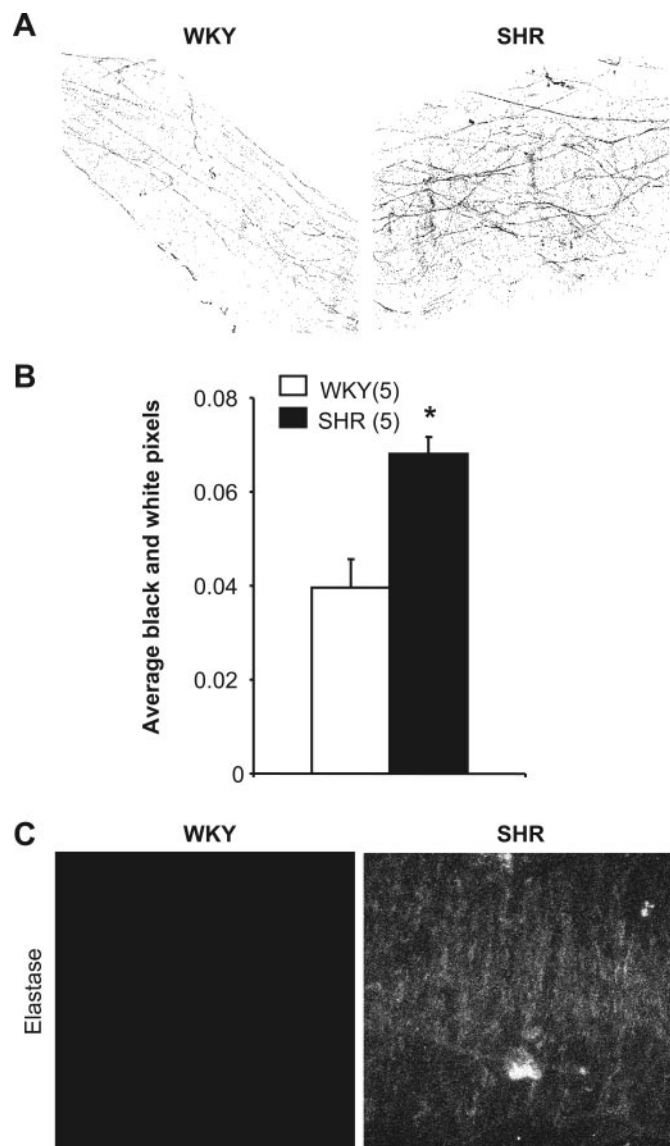 A
WKY SHR
B
Average black and white pixels
WKY(5)
SHR (5)
*
0.08
0.06
0.04
0.02
0
C
WKY SHR
Elastase